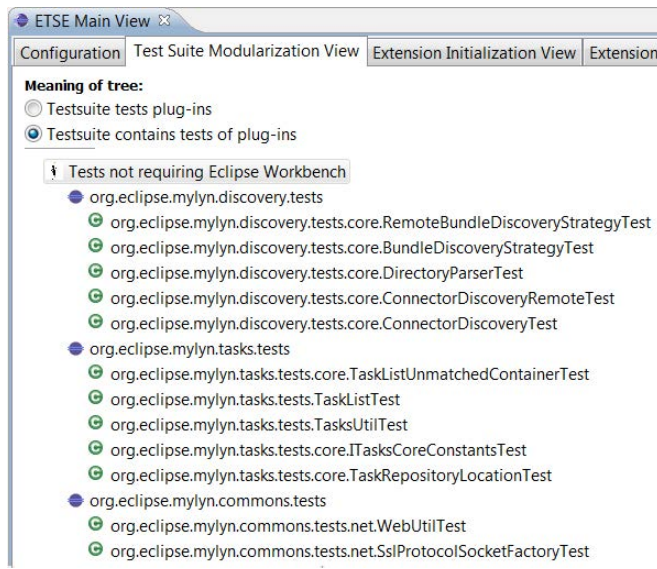 ETSE Main View
Configuration Test Suite Modularization View Extension Initialization View Extension
Meaning of tree:
Testsuite tests plug-ins
Testsuite contains tests of plug-ins
Tests not requiring Eclipse Workbench
org.eclipse.mylyn.discovery.tests
org.eclipse.mylyn.discovery.tests.core.RemoteBundleDiscoveryStrategyTest
org.eclipse.mylyn.discovery.tests.core.BundleDiscoveryStrategyTest
org.eclipse.mylyn.discovery.tests.core.DirectoryParserTest
org.eclipse.mylyn.discovery.tests.core.ConnectorDiscoveryRemoteTest
org.eclipse.mylyn.discovery.tests.core.ConnectorDiscoveryTest
org.eclipse.mylyn.tasks.tests
org.eclipse.mylyn.tasks.tests.core.TaskListUnmatchedContainerTest
org.eclipse.mylyn.tasks.tests.TaskListTest
org.eclipse.mylyn.tasks.tests.TasksUtilTest
org.eclipse.mylyn.tasks.tests.core.ITasksCoreConstantsTest
org.eclipse.mylyn.tasks.tests.core.TaskRepositoryLocationTest
org.eclipse.mylyn.commons.tests
org.eclipse.mylyn.commons.tests.net.WebUtilTest
org.eclipse.mylyn.commons.tests.net.SslProtocolSocketFactoryTest